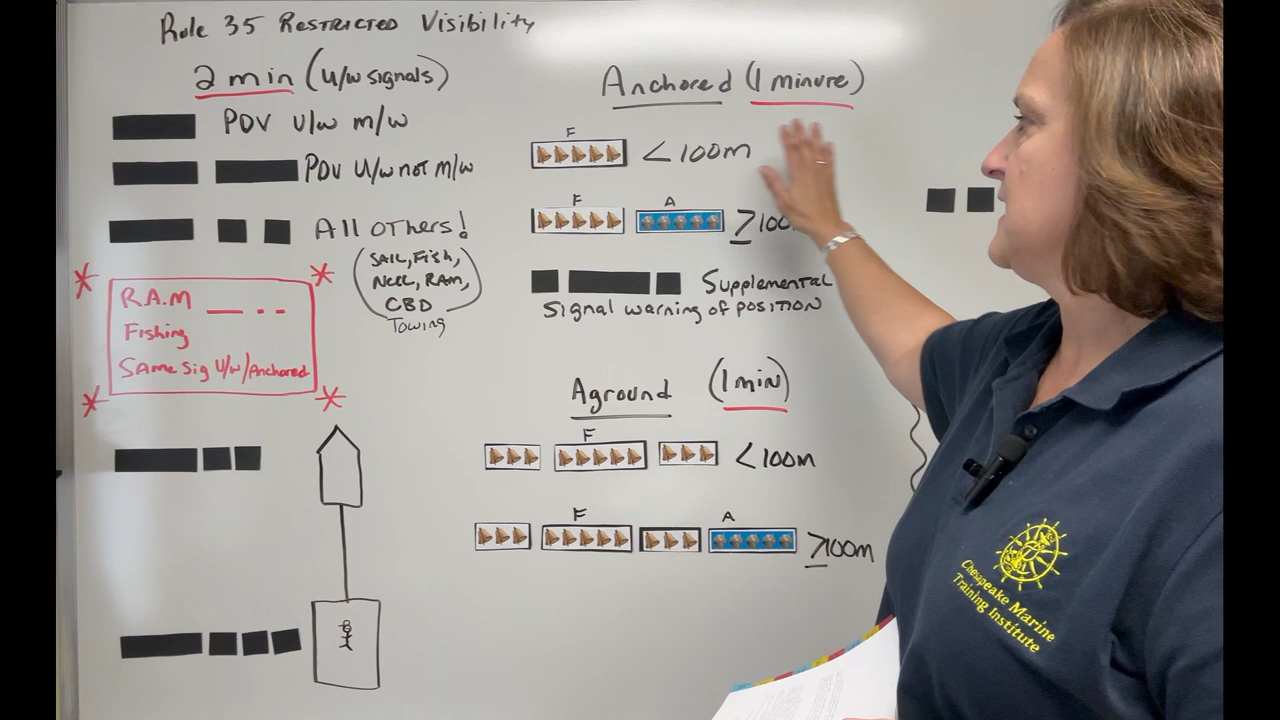 Rule 35 Restricted Visibility
2 min (U/W signals)
PDV U/W M/W
PDV U/W not M/W
All Others!
(SAIL, Fish,
NUC, RAM,
CBD)
Towing
R.A.M
Fishing
Same Sig U/W/Anchored
Anchored (1 minute)
F
<100m
F A
≥100
Supplemental
Signal warning of position
Aground (1 min)
F
<100m
F A
≥100m
Chesapeake Marine
Training Institute